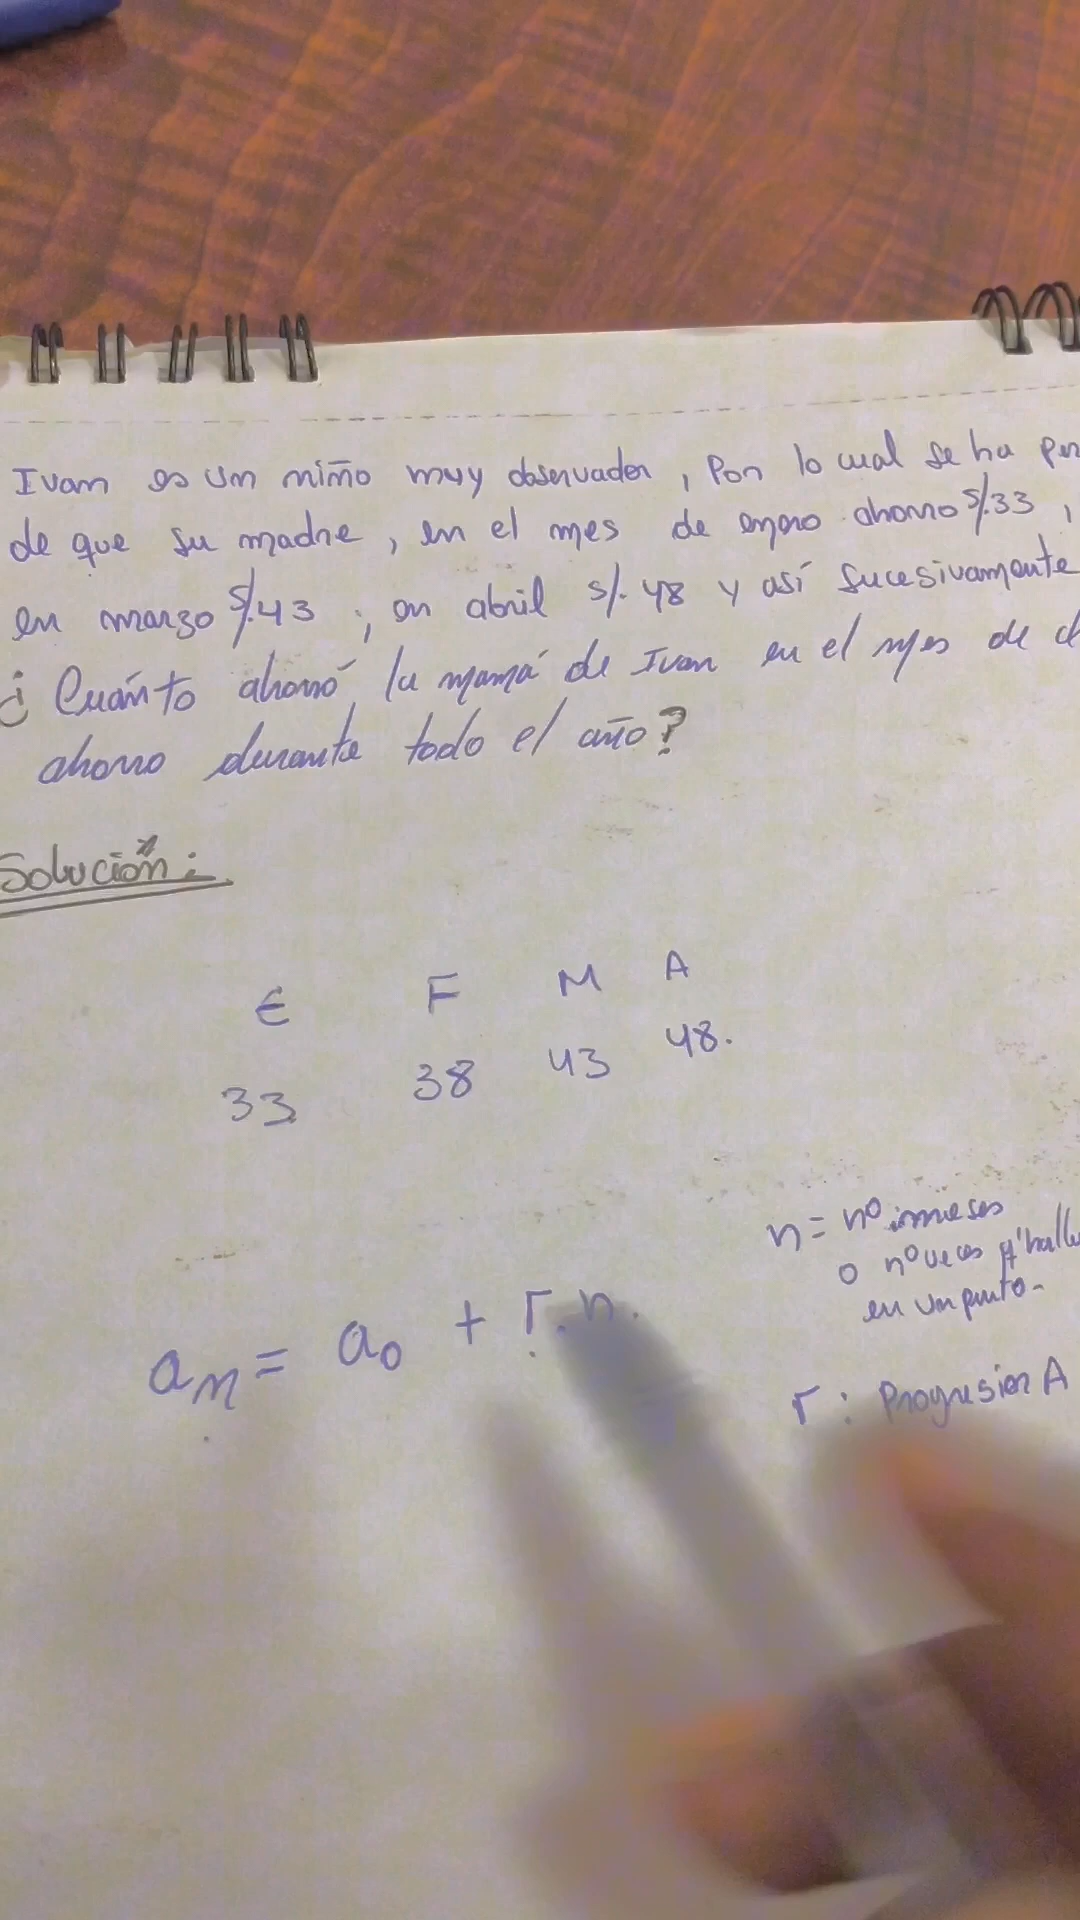 Ivan es un niño muy observador, Por lo cual se ha per
de que su madre, en el mes de enero ahorro S/.33,
en marzo S/.43 ; en abril S/. 48 y así sucesivamente
¿ Cuánto ahorró la mamá de Ivan en el mes de d
ahorro durante todo el año?
Solución:
E F M A
33 38 43 48.
n = nº meses
o nº veces q' halle
en un punto.
an = a0 + r.n.
r : Progresion A